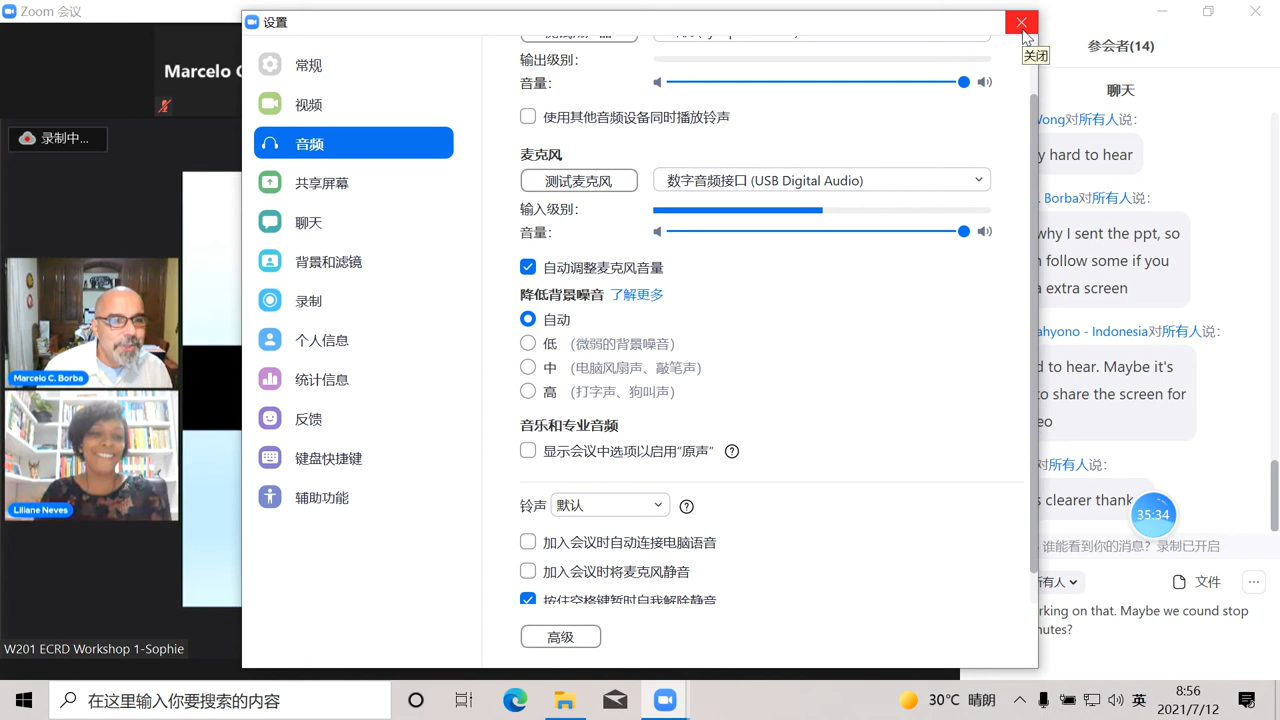 Zoom 会议
Marcelo C
录制中...
Marcelo C. Borba
Liliane Neves
W201 ECRD Workshop 1-Sophie
设置
关闭
常规
视频
音频
共享屏幕
聊天
背景和滤镜
录制
个人信息
统计信息
反馈
键盘快捷键
辅助功能
输出级别:
音量:
使用其他音频设备同时播放铃声
麦克风
测试麦克风
数字音频接口 (USB Digital Audio)
输入级别:
音量:
自动调整麦克风音量
降低背景噪音 了解更多
自动
低 (微弱的背景噪音)
中 (电脑风扇声、敲笔声)
高 (打字声、狗叫声)
音乐和专业音频
显示会议中选项以启用"原声" ?
铃声 默认 ?
加入会议时自动连接电脑语音
加入会议时将麦克风静音
按住空格键暂时自我解除静音
高级
参会者(14)
聊天
Wong对所有人说:
y hard to hear
. Borba对所有人说:
why I sent the ppt, so
follow some if you
a extra screen
ahyono - Indonesia对所有人说:
d to hear. Maybe it's
to share the screen for
eo
对所有人说:
s clearer thank
35:34
谁能看到你的消息? 录制已开启
所有人
文件
...
rking on that. Maybe we cound stop
nutes?
在这里输入你要搜索的内容
30°C 晴朗
英
8:56
2021/7/12